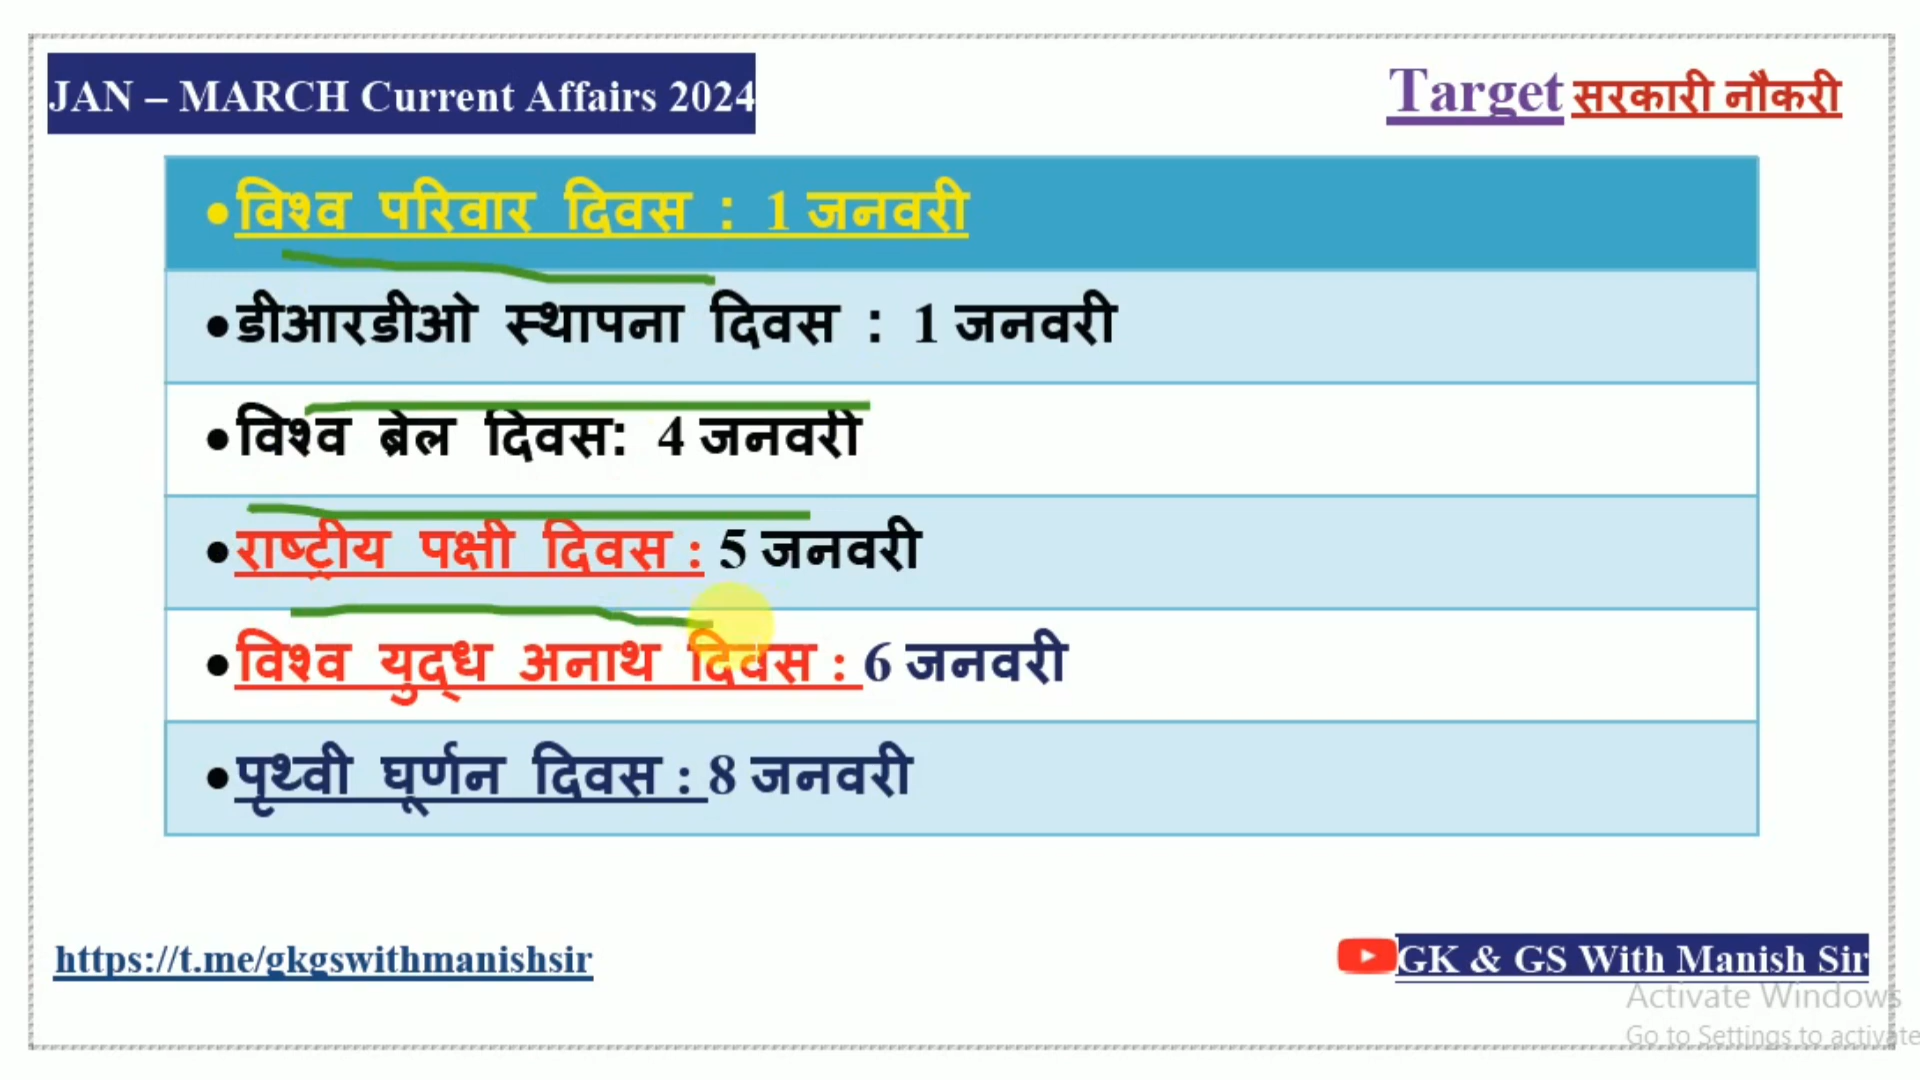 JAN – MARCH Current Affairs 2024
Target सरकारी नौकरी
•विश्व परिवार दिवस : 1 जनवरी
•डीआरडीओ स्थापना दिवस : 1 जनवरी
•विश्व ब्रेल दिवस: 4 जनवरी
•राष्ट्रीय पक्षी दिवस : 5 जनवरी
•विश्व युद्ध अनाथ दिवस : 6 जनवरी
•पृथ्वी घूर्णन दिवस : 8 जनवरी
https://t.me/gkgswithmanishsir
GK & GS With Manish Sir
Activate Windows
Go to Settings to activate